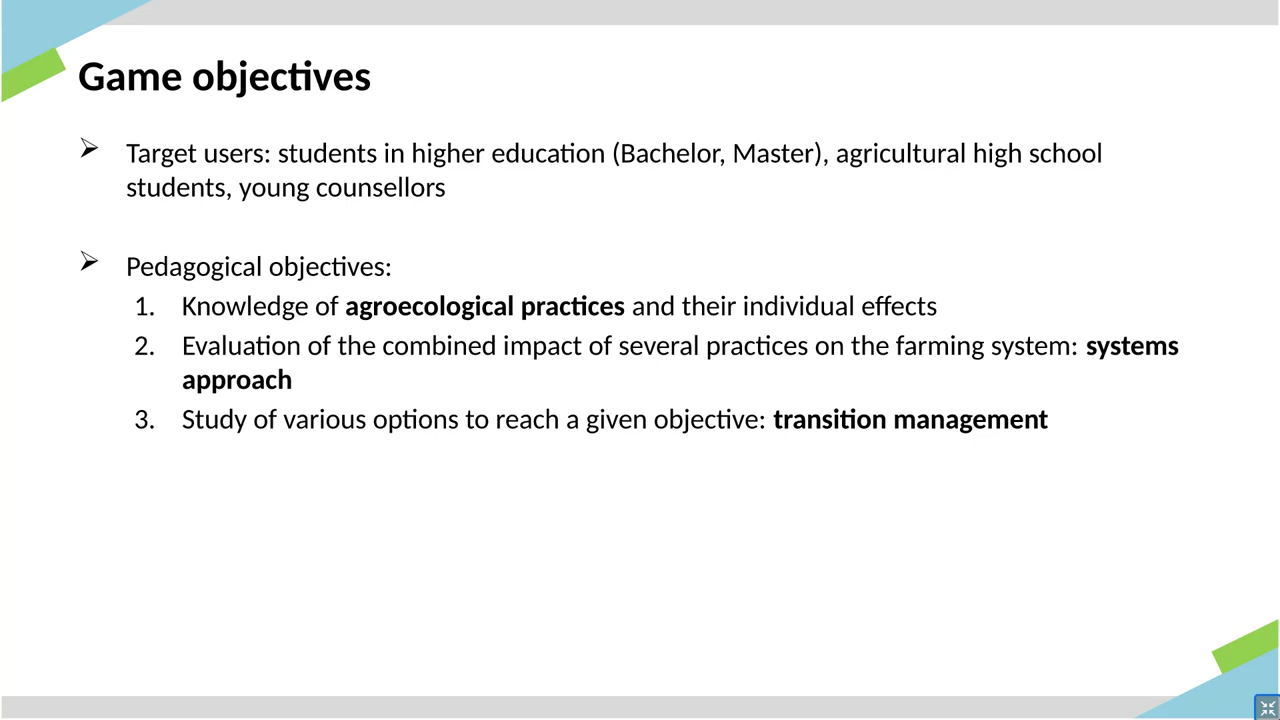 Game objectives
➢ Target users: students in higher education (Bachelor, Master), agricultural high school
students, young counsellors
➢ Pedagogical objectives:
1. Knowledge of agroecological practices and their individual effects
2. Evaluation of the combined impact of several practices on the farming system: systems
approach
3. Study of various options to reach a given objective: transition management